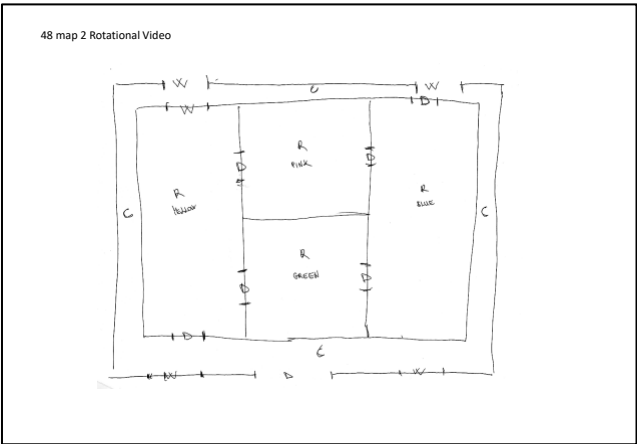 48 map 2 Rotational Video
W C W
W D
R
PINK
D D
R
YELLOW
R
BLUE
C C
R
GREEN
D D
D
C
W D W